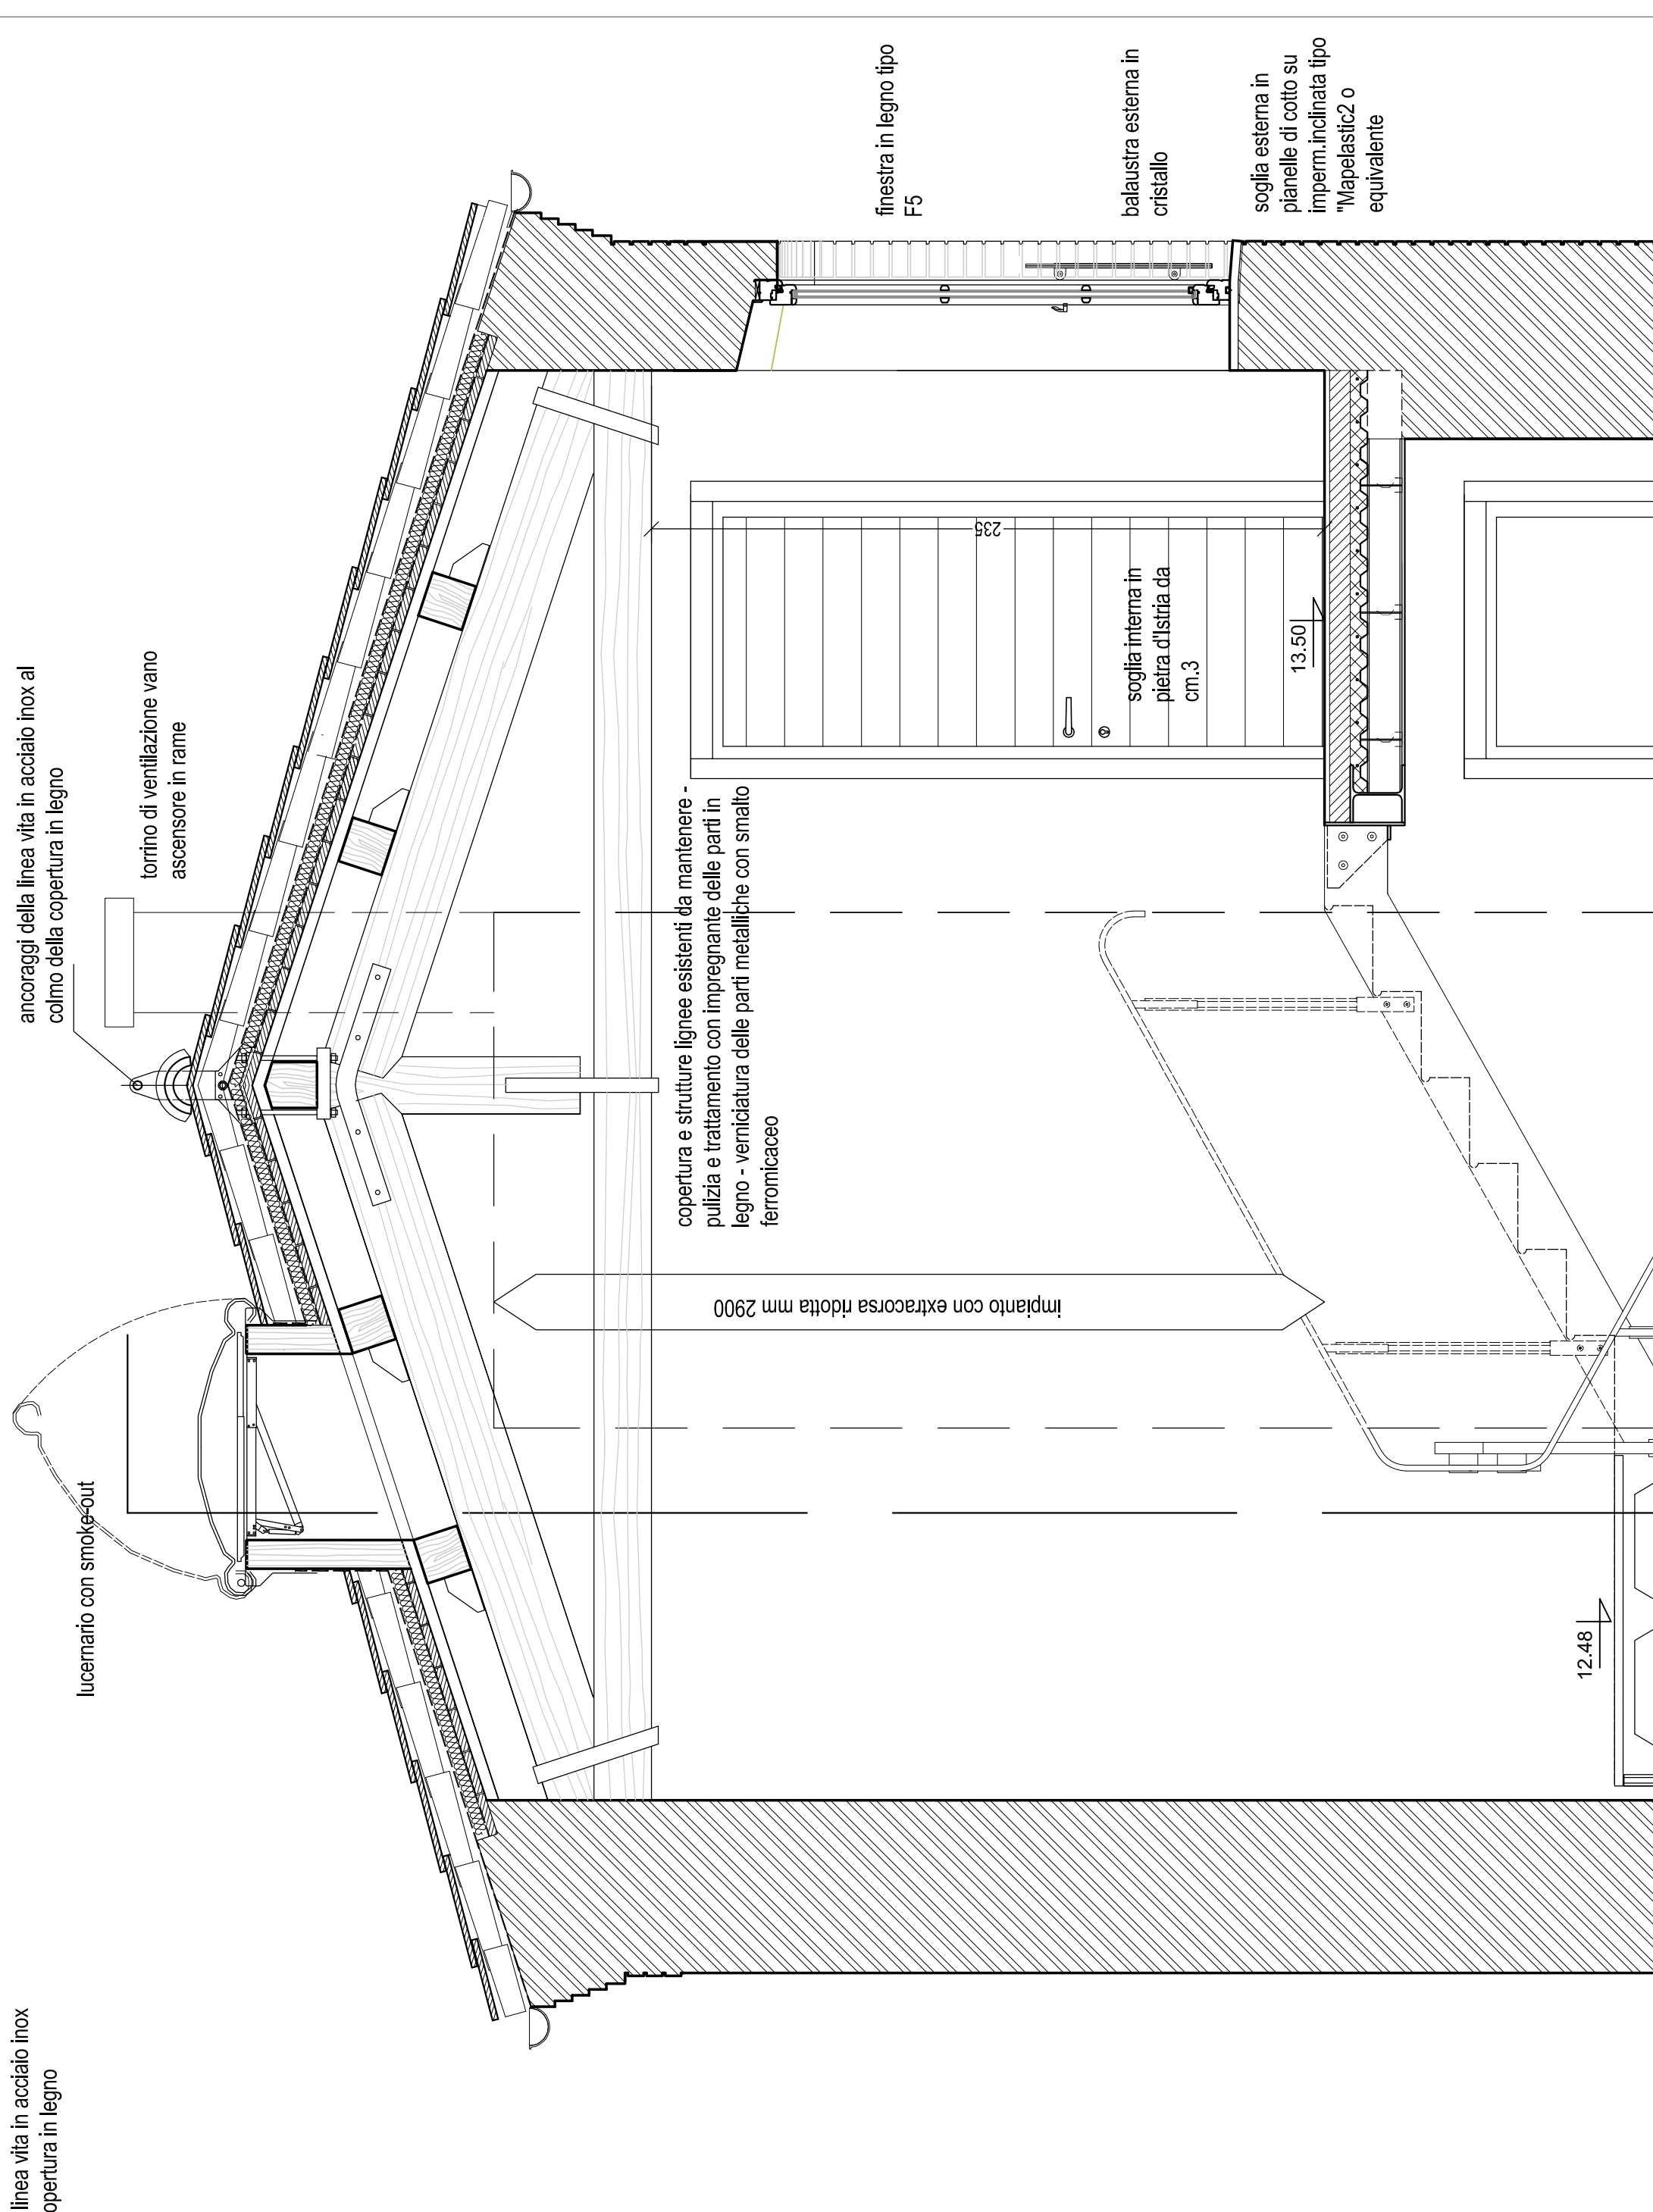 ancoraggi della linea vita in acciaio inox al
colmo della copertura in legno
torrino di ventilazione vano
ascensore in rame
lucernario con smoke-out
linea vita in acciaio inox
opertura in legno
finestra in legno tipo
F5
balaustra esterna in
cristallo
soglia esterna in
pianelle di cotto su
imperm.inclinata tipo
"Mapelastic2 o
equivalente
235
soglia interna in
pietra d'Istria da
cm.3
13.50
copertura e strutture lignee esistenti da mantenere -
pulizia e trattamento con impregnante delle parti in
legno - verniciatura delle parti metalliche con smalto
ferromicaceo
impianto con extracorsa ridotta mm 2900
12.48